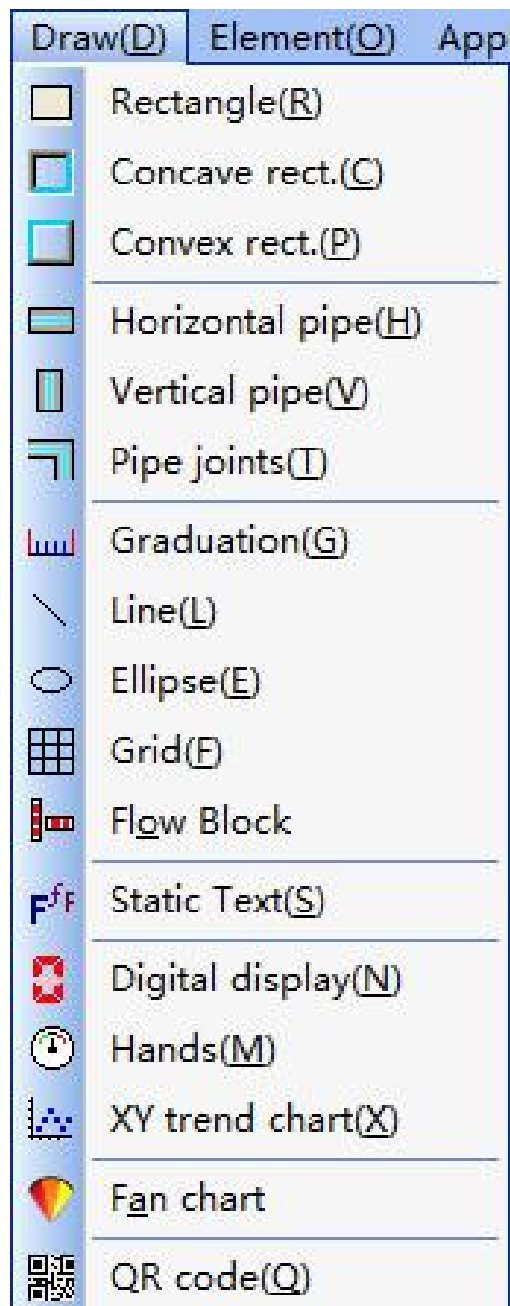 Draw(D) Element(O) App
Rectangle(R)
Concave rect.(C)
Convex rect.(P)
Horizontal pipe(H)
Vertical pipe(V)
Pipe joints(T)
Graduation(G)
Line(L)
Ellipse(E)
Grid(F)
Flow Block
Static Text(S)
Digital display(N)
Hands(M)
XY trend chart(X)
Fan chart
QR code(Q)